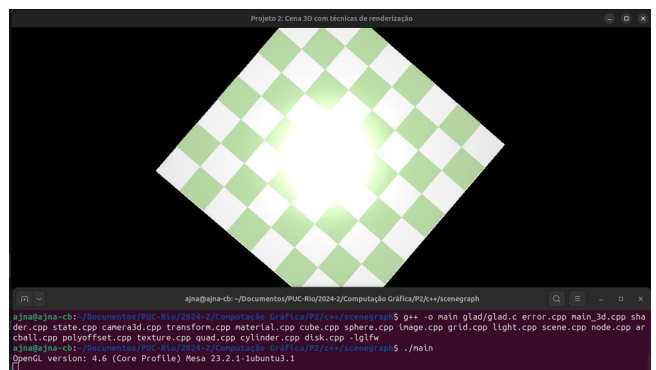 Projeto 2: Cena 3D com técnicas de renderização
ajna@ajna-cb: ~/Documentos/PUC-Rio/2024-2/Computação Gráfica/P2/c++/scenegraph
ajna@ajna-cb:~/Documentos/PUC-Rio/2024-2/Computação Gráfica/P2/c++/scenegraph$ g++ -o main glad/glad.c error.cpp main_3d.cpp sha
der.cpp state.cpp camera3d.cpp transform.cpp material.cpp cube.cpp sphere.cpp image.cpp grid.cpp light.cpp scene.cpp node.cpp ar
cball.cpp polyoffset.cpp texture.cpp quad.cpp cylinder.cpp disk.cpp -lglfw
ajna@ajna-cb:~/Documentos/PUC-Rio/2024-2/Computação Gráfica/P2/c++/scenegraph$ ./main
OpenGL version: 4.6 (Core Profile) Mesa 23.2.1-1ubuntu3.1